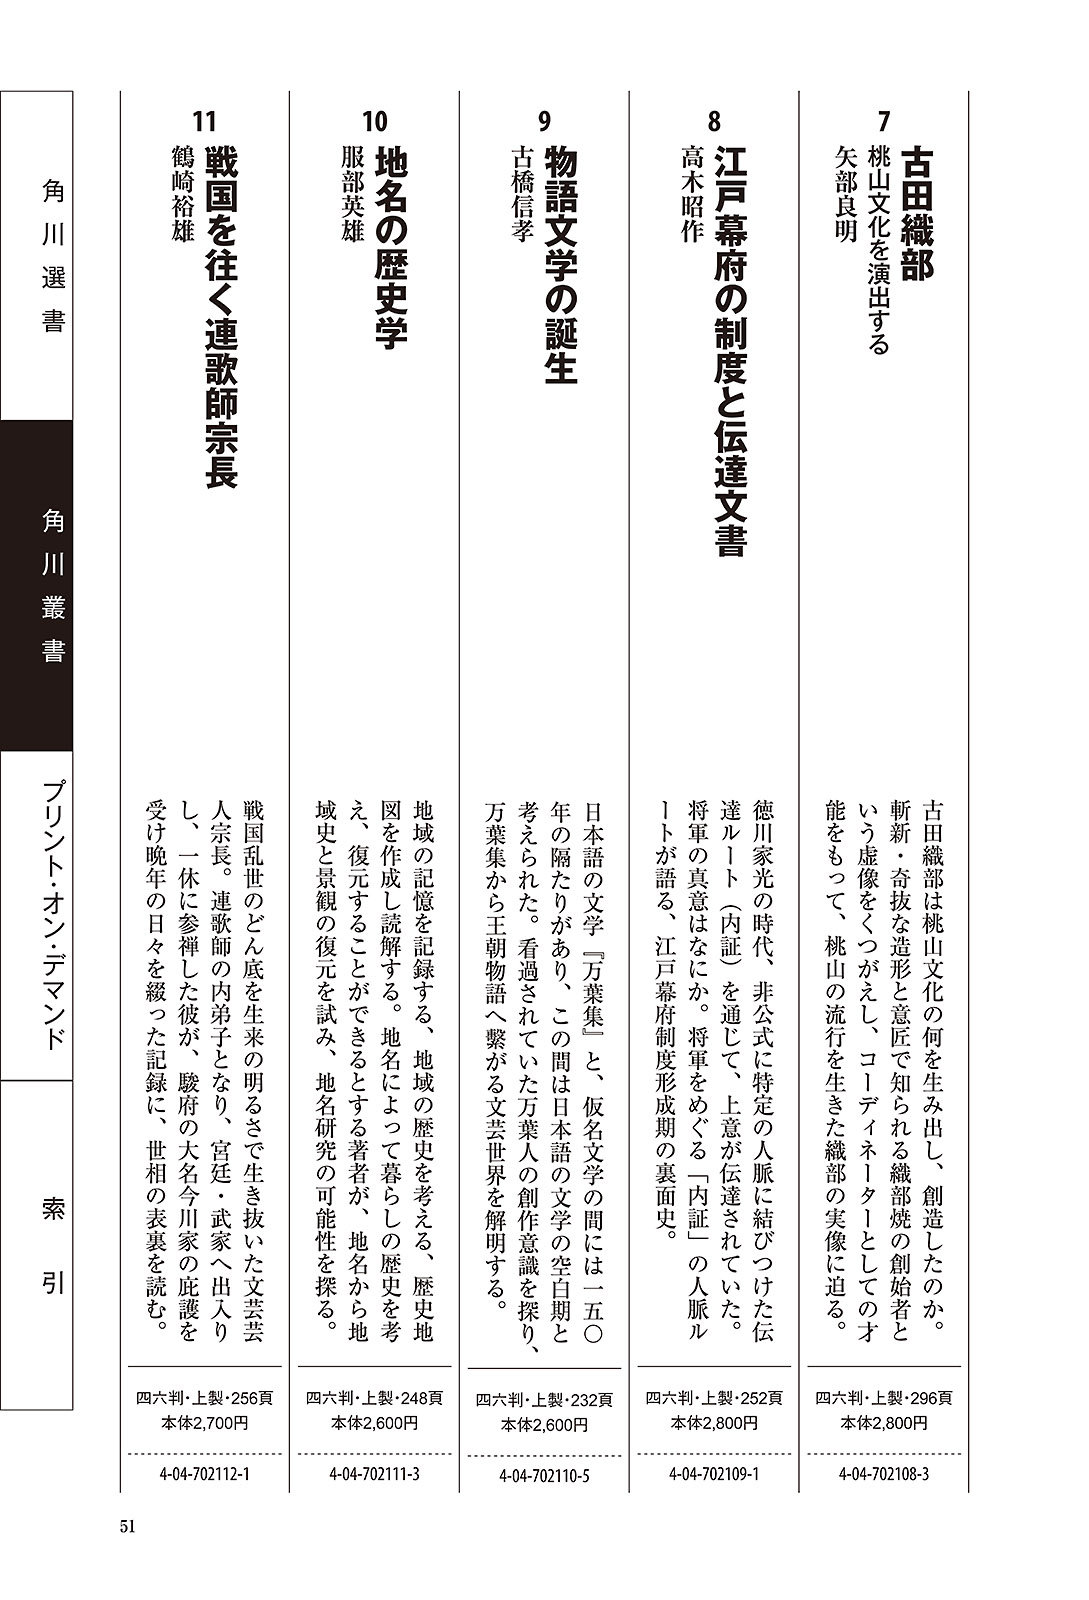 7
古田織部
桃山文化を演出する
矢部良明
古田織部は桃山文化の何を生み出し、創造したのか。
斬新・奇抜な造形と意匠で知られる織部焼の創始者と
いう虚像をくつがえし、コーディネーターとしての才
能をもって、桃山の流行を生きた織部の実像に迫る。
四六判・上製・296頁
本体2,800円
4-04-702108-3
8
江戸幕府の制度と伝達文書
高木昭作
徳川家光の時代、非公式に特定の人脈に結びつけた伝
達ルート（内証）を通じて、上意が伝達されていた。
将軍の真意はなにか。将軍をめぐる「内証」の人脈ル
ートが語る、江戸幕府制度形成期の裏面史。
四六判・上製・252頁
本体2,800円
4-04-702109-1
9
物語文学の誕生
古橋信孝
日本語の文学『万葉集』と、仮名文学の間には一五〇
年の隔たりがあり、この間は日本語の文学の空白期と
考えられた。看過されていた万葉人の創作意識を探り、
万葉集から王朝物語へ繋がる文芸世界を解明する。
四六判・上製・232頁
本体2,600円
4-04-702110-5
10
地名の歴史学
服部英雄
地域の記憶を記録する、地域の歴史を考える、歴史地
図を作成し読解する。地名によって暮らしの歴史を考
え、復元することができるとする著者が、地名から地
域史と景観の復元を試み、地名研究の可能性を探る。
四六判・上製・248頁
本体2,600円
4-04-702111-3
11
戦国を往く連歌師宗長
鶴崎裕雄
戦国乱世のどん底を生来の明るさで生き抜いた文芸芸
人宗長。連歌師の内弟子となり、宮廷・武家へ出入り
し、一休に参禅した彼が、駿府の大名今川家の庇護を
受け晩年の日々を綴った記録に、世相の表裏を読む。
四六判・上製・256頁
本体2,700円
4-04-702112-1
角川選書
角川叢書
プリント・オン・デマンド
索引
51